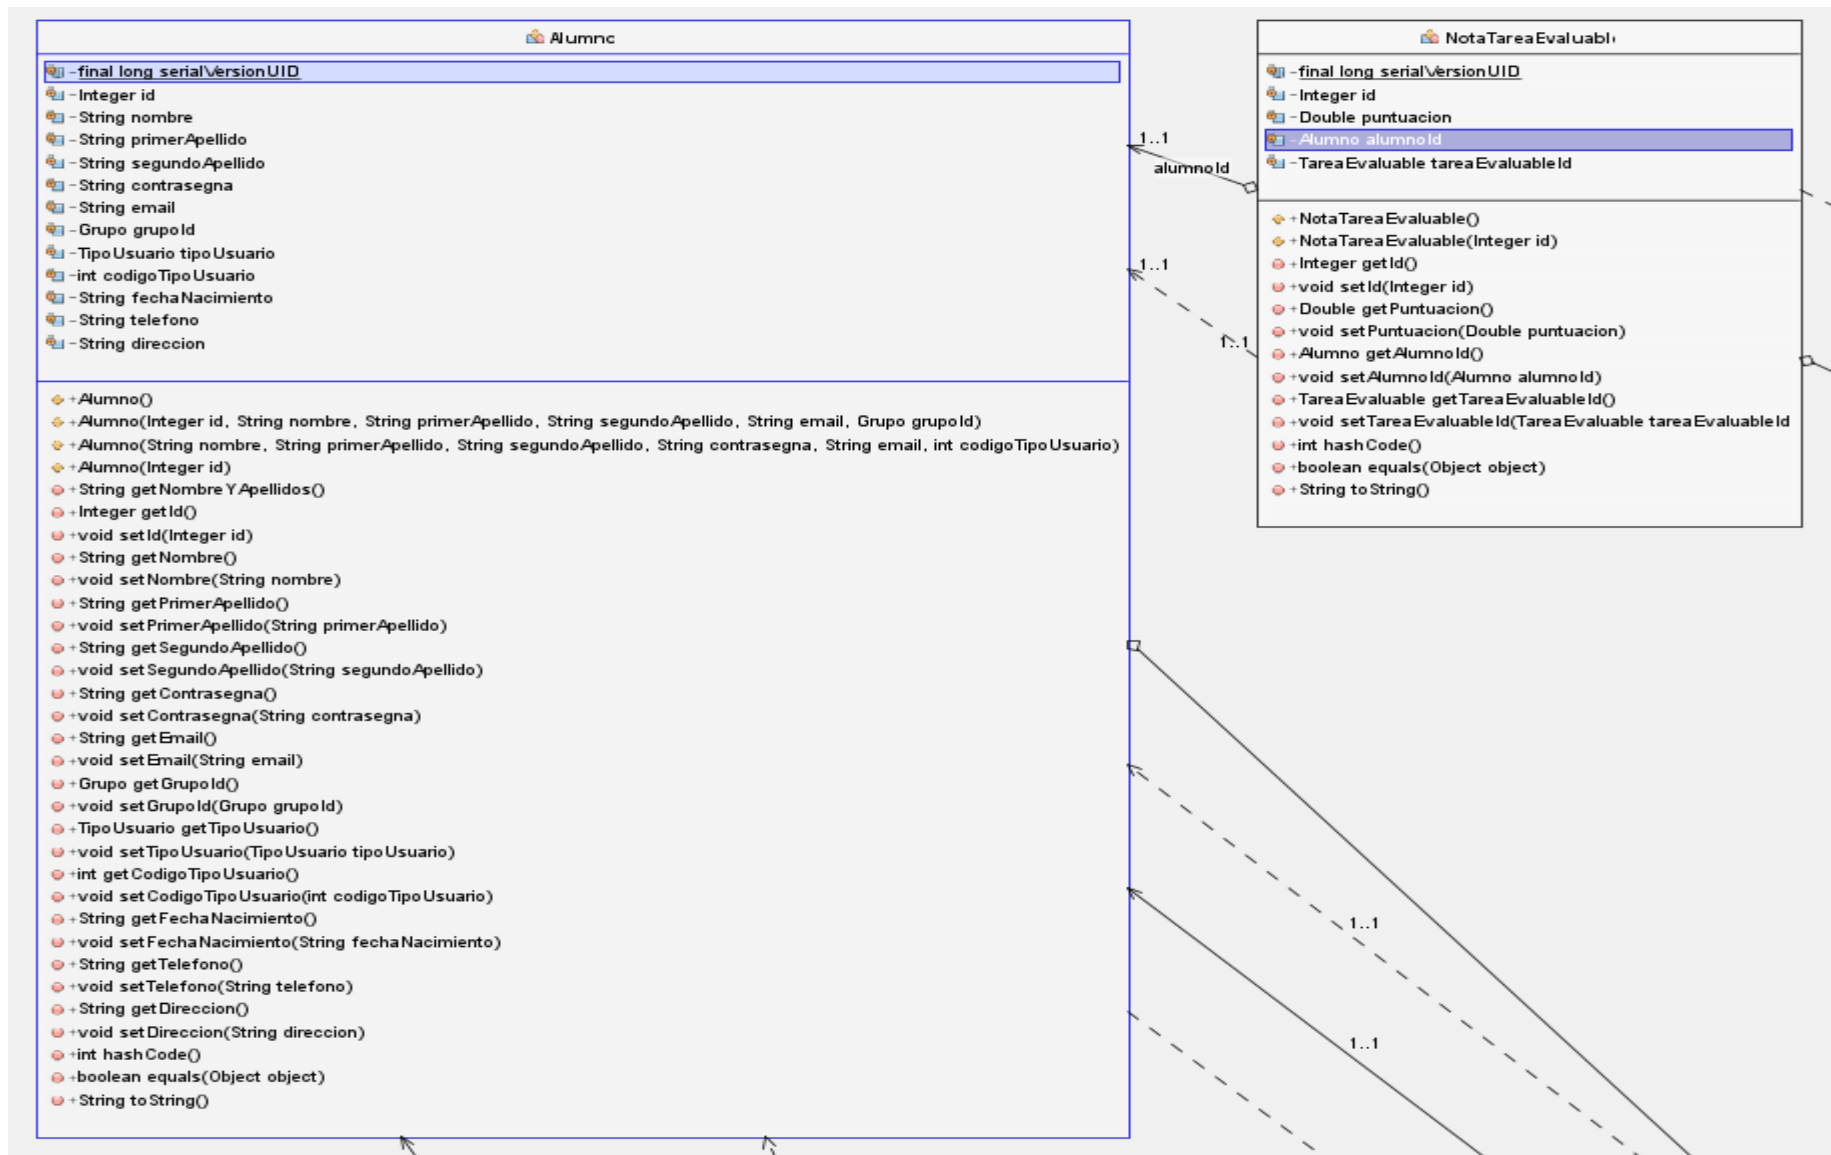 Alumno
-final long serialVersionUID
-Integer id
-String nombre
-String primerApellido
-String segundoApellido
-String contrasegna
-String email
-Grupo grupoId
-TipoUsuario tipoUsuario
-int codigoTipoUsuario
-String fechaNacimiento
-String telefono
-String direccion
+Alumno()
+Alumno(Integer id, String nombre, String primerApellido, String segundoApellido, String email, Grupo grupoId)
+Alumno(String nombre, String primerApellido, String segundoApellido, String contrasegna, String email, int codigoTipoUsuario)
+Alumno(Integer id)
+String getNombreYApellidos()
+Integer getId()
+void setId(Integer id)
+String getNombre()
+void setNombre(String nombre)
+String getPrimerApellido()
+void setPrimerApellido(String primerApellido)
+String getSegundoApellido()
+void setSegundoApellido(String segundoApellido)
+String getContrasegna()
+void setContrasegna(String contrasegna)
+String getEmail()
+void setEmail(String email)
+Grupo getGrupoId()
+void setGrupoId(Grupo grupoId)
+TipoUsuario getTipoUsuario()
+void setTipoUsuario(TipoUsuario tipoUsuario)
+int getCodigoTipoUsuario()
+void setCodigoTipoUsuario(int codigoTipoUsuario)
+String getFechaNacimiento()
+void setFechaNacimiento(String fechaNacimiento)
+String getTelefono()
+void setTelefono(String telefono)
+String getDireccion()
+void setDireccion(String direccion)
+int hashCode()
+boolean equals(Object object)
+String toString()
1..1
alumnoId
1..1
1..1
1..1
1..1
NotaTareaEvaluabl
-final long serialVersionUID
-Integer id
-Double puntuacion
-Alumno alumnoId
-TareaEvaluable tareaEvaluableId
+NotaTareaEvaluable()
+NotaTareaEvaluable(Integer id)
+Integer getId()
+void setId(Integer id)
+Double getPuntuacion()
+void setPuntuacion(Double puntuacion)
+Alumno getAlumnoId()
+void setAlumnoId(Alumno alumnoId)
+TareaEvaluable getTareaEvaluableId()
+void setTareaEvaluableId(TareaEvaluable tareaEvaluableId
+int hashCode()
+boolean equals(Object object)
+String toString()